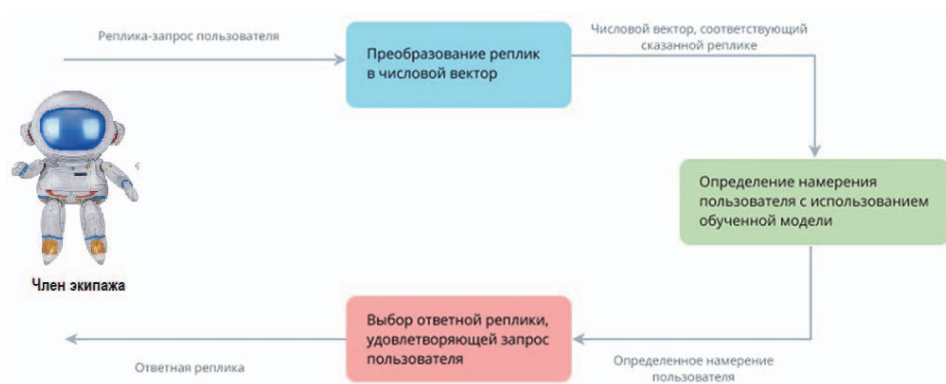 Реплика-запрос пользователя
Преобразование реплик
в числовой вектор
Числовой вектор, соответствующий
сказанной реплике
Определение намерения
пользователя с использованием
обученной модели
Член экипажа
Выбор ответной реплики,
удовлетворяющей запрос
пользователя
Ответная реплика
Определенное намерение
пользователя